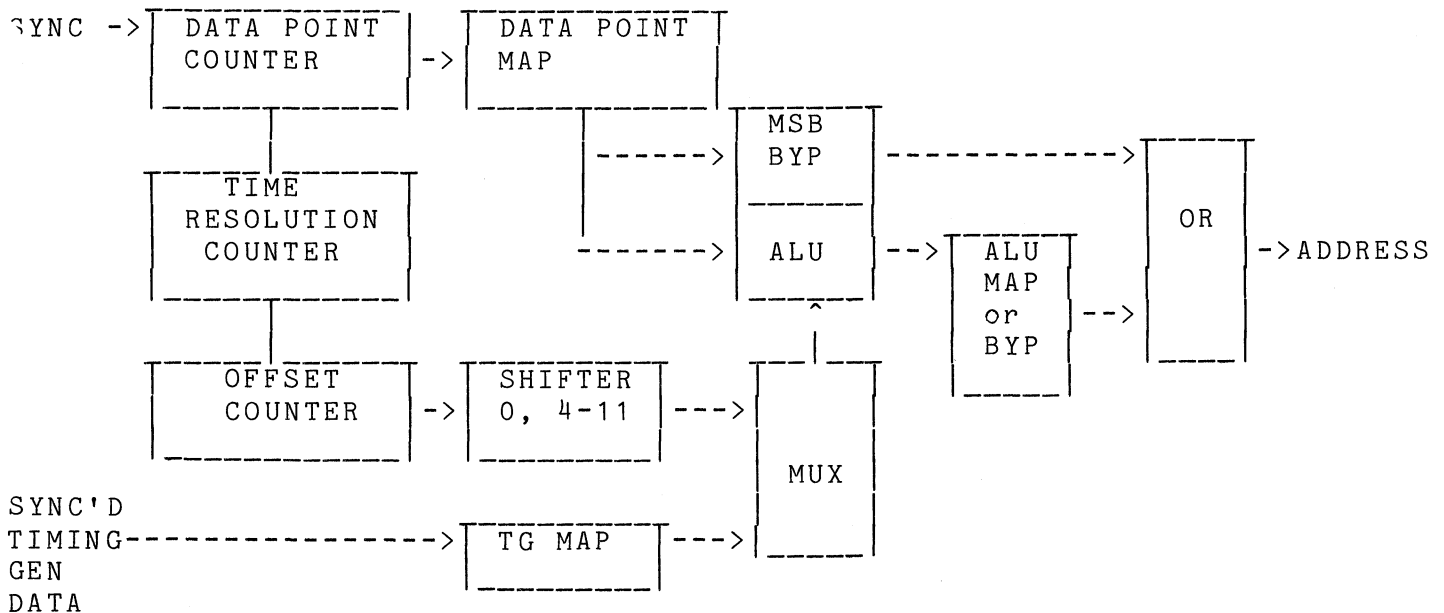 SYNC -> DATA POINT COUNTER -> DATA POINT MAP
MSB BYP
TIME RESOLUTION COUNTER
ALU
ALU MAP or BYP
OR
->ADDRESS
OFFSET COUNTER -> SHIFTER 0, 4-11
MUX
SYNC'D TIMING GEN DATA
TG MAP